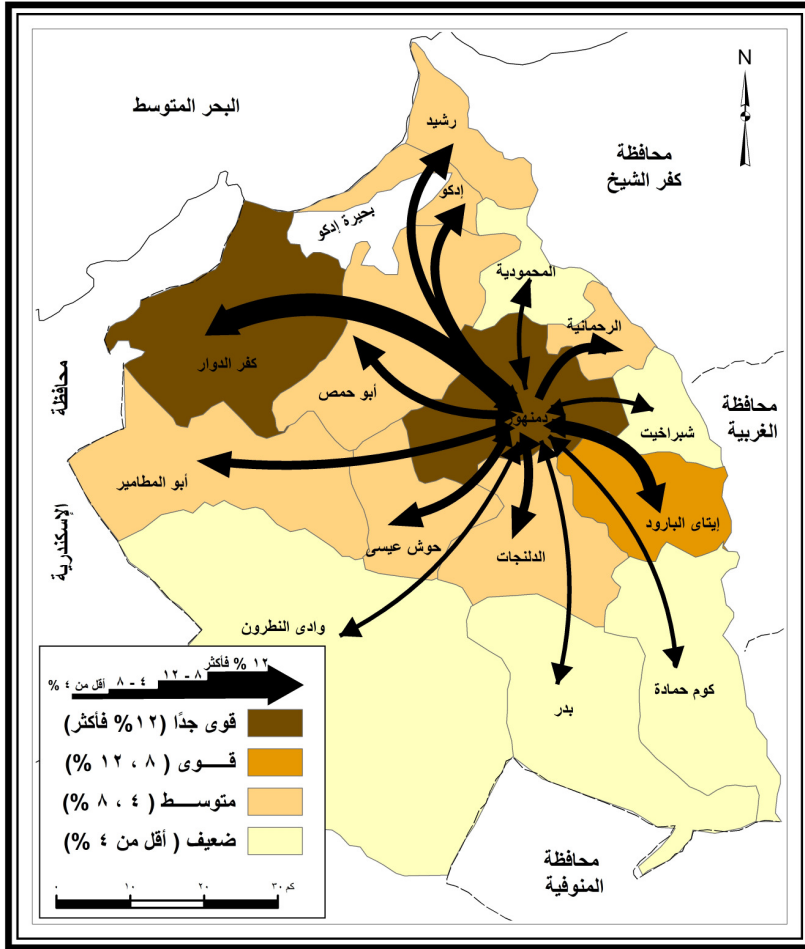 N
البحر المتوسط
رشيد
محافظة
كفر الشيخ
إدكو
بحيرة إدكو
المحمودية
الرحمانية
كفر الدوار
أبو حمص
دمنهور
شبراخيت
محافظة
الغربية
محافظة
الإسكندرية
أبو المطامير
حوش عيسى
الدلنجات
إيتاى البارود
وادى النطرون
بدر
كوم حمادة
محافظة
المنوفية
١٢ % فأكثر
٨ - ١٢
٤ - ٨
أقل من ٤ %
قوى جدًا (١٢% فأكثر)
قـــــوى ( ٨ ، ١٢ %)
متوســـــط ( ٤ ، ٨ %)
ضعيف ( أقل من ٤ %)
٠ ١٠ ٢٠ ٣٠ كم